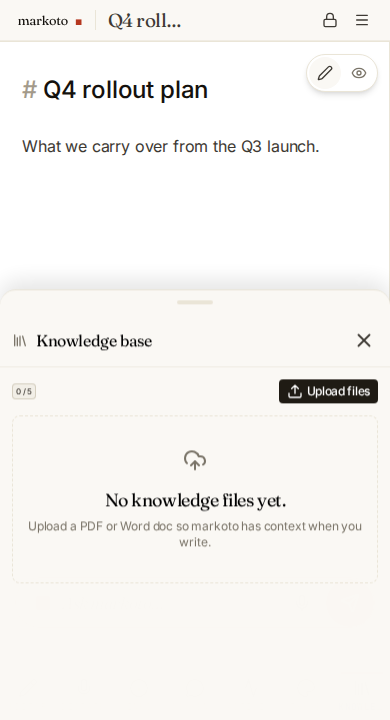 markoto
Q4 roll...
# Q4 rollout plan
What we carry over from the Q3 launch.
Knowledge base
0/5
Upload files
No knowledge files yet.
Upload a PDF or Word doc so markoto has context when you
write.